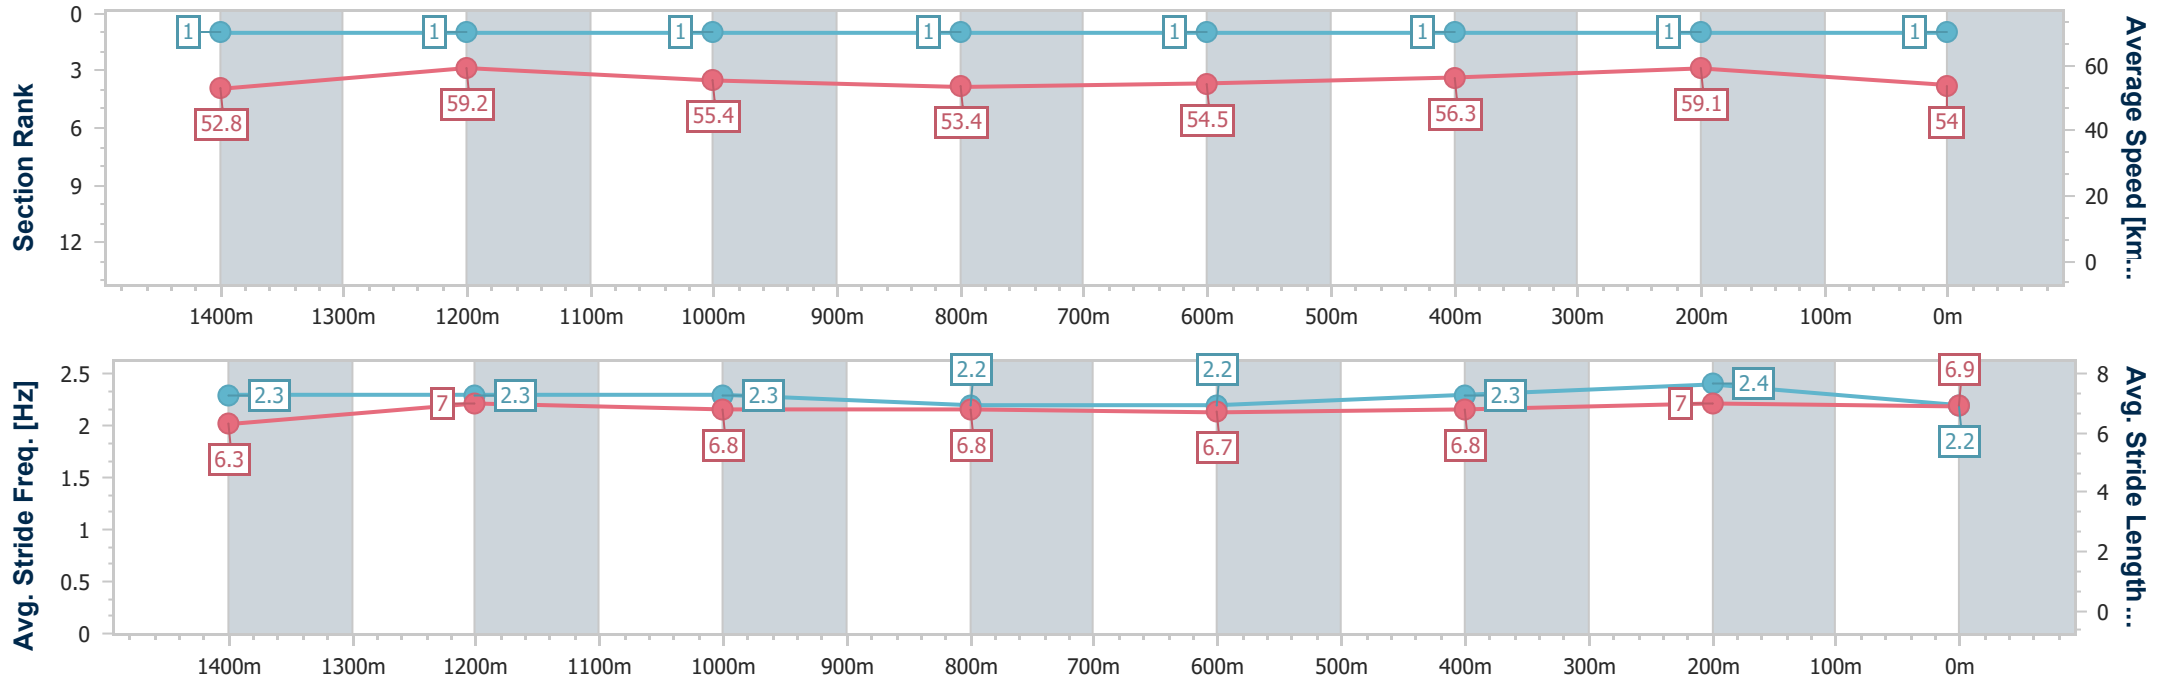 Section Rank
0
3
6
9
12
1 1 1 1 1 1 1 1
52.8 59.2 55.4 53.4 54.5 56.3 59.1 54
60
40
20
0
Average Speed [km...
1400m 1300m 1200m 1100m 1000m 900m 800m 700m 600m 500m 400m 300m 200m 100m 0m
Avg. Stride Freq. [Hz]
2.5
2
1.5
1
0.5
0
2.3 2.3 2.3 2.2 2.2 2.3 2.4 2.2
6.3 7 6.8 6.8 6.7 6.8 7 6.9
8
6
4
2
0
Avg. Stride Length...
1400m 1300m 1200m 1100m 1000m 900m 800m 700m 600m 500m 400m 300m 200m 100m 0m